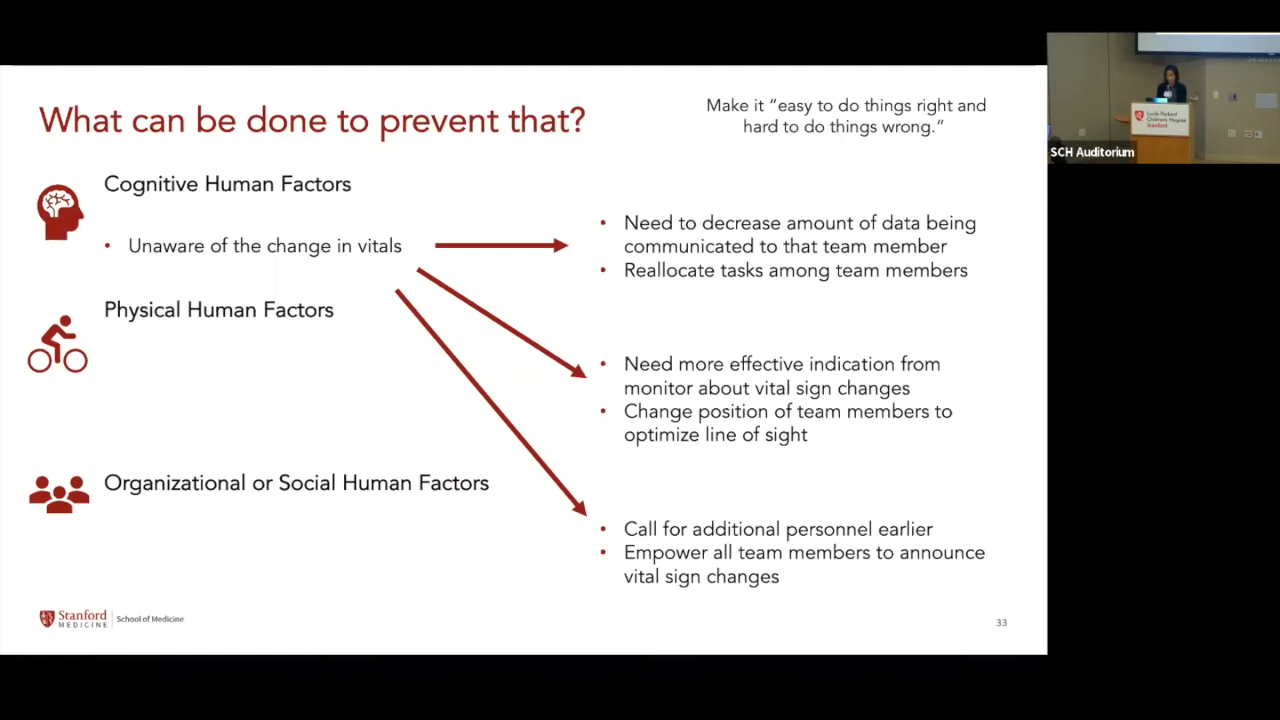 What can be done to prevent that?
Make it “easy to do things right and
hard to do things wrong.”
Cognitive Human Factors
• Unaware of the change in vitals
• Need to decrease amount of data being
communicated to that team member
• Reallocate tasks among team members
Physical Human Factors
• Need more effective indication from
monitor about vital sign changes
• Change position of team members to
optimize line of sight
Organizational or Social Human Factors
• Call for additional personnel earlier
• Empower all team members to announce
vital sign changes
Stanford
MEDICINE
School of Medicine
33
Lucile Packard
Children's Hospital
Stanford
SCH Auditorium